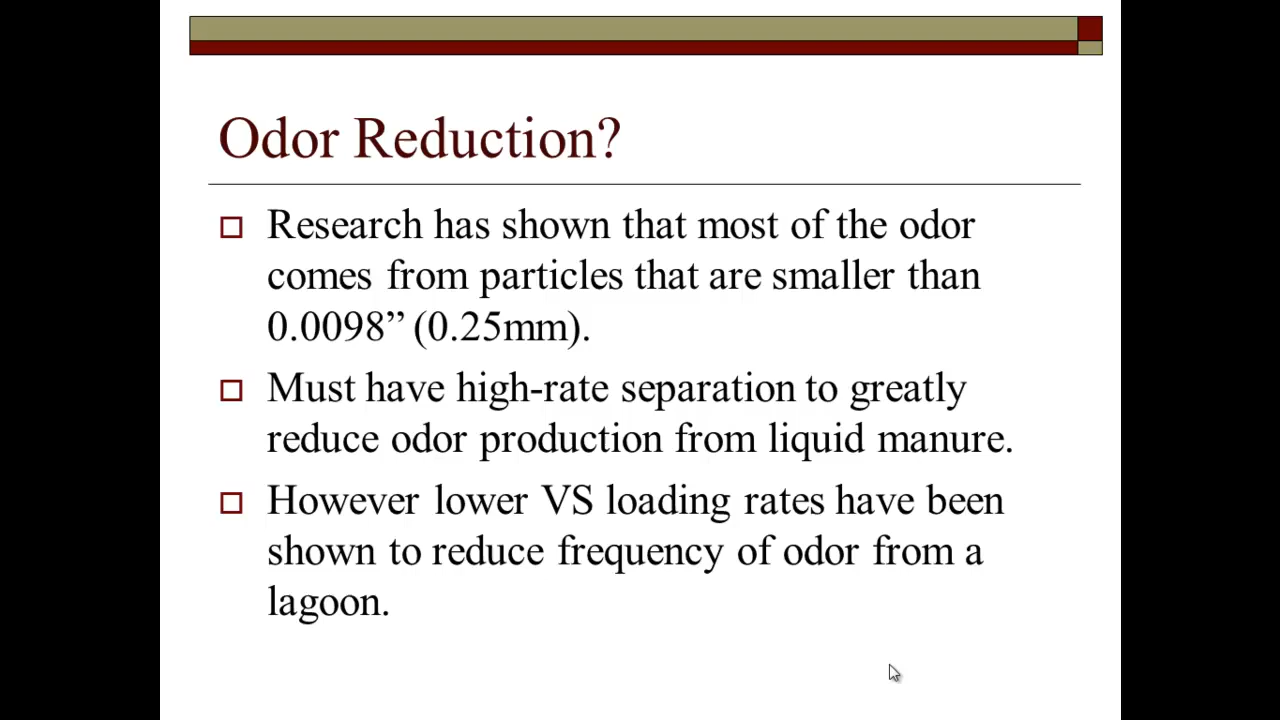 Odor Reduction?
Research has shown that most of the odor
comes from particles that are smaller than
0.0098” (0.25mm).
Must have high-rate separation to greatly
reduce odor production from liquid manure.
However lower VS loading rates have been
shown to reduce frequency of odor from a
lagoon.